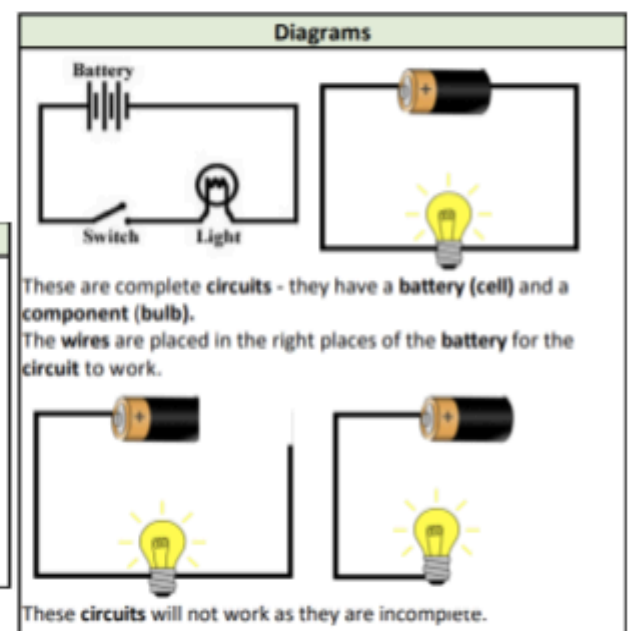 Diagrams
Battery
Switch Light
+
These are complete circuits - they have a battery (cell) and a
component (bulb).
The wires are placed in the right places of the battery for the
circuit to work.
+
+
These circuits will not work as they are incomplete.